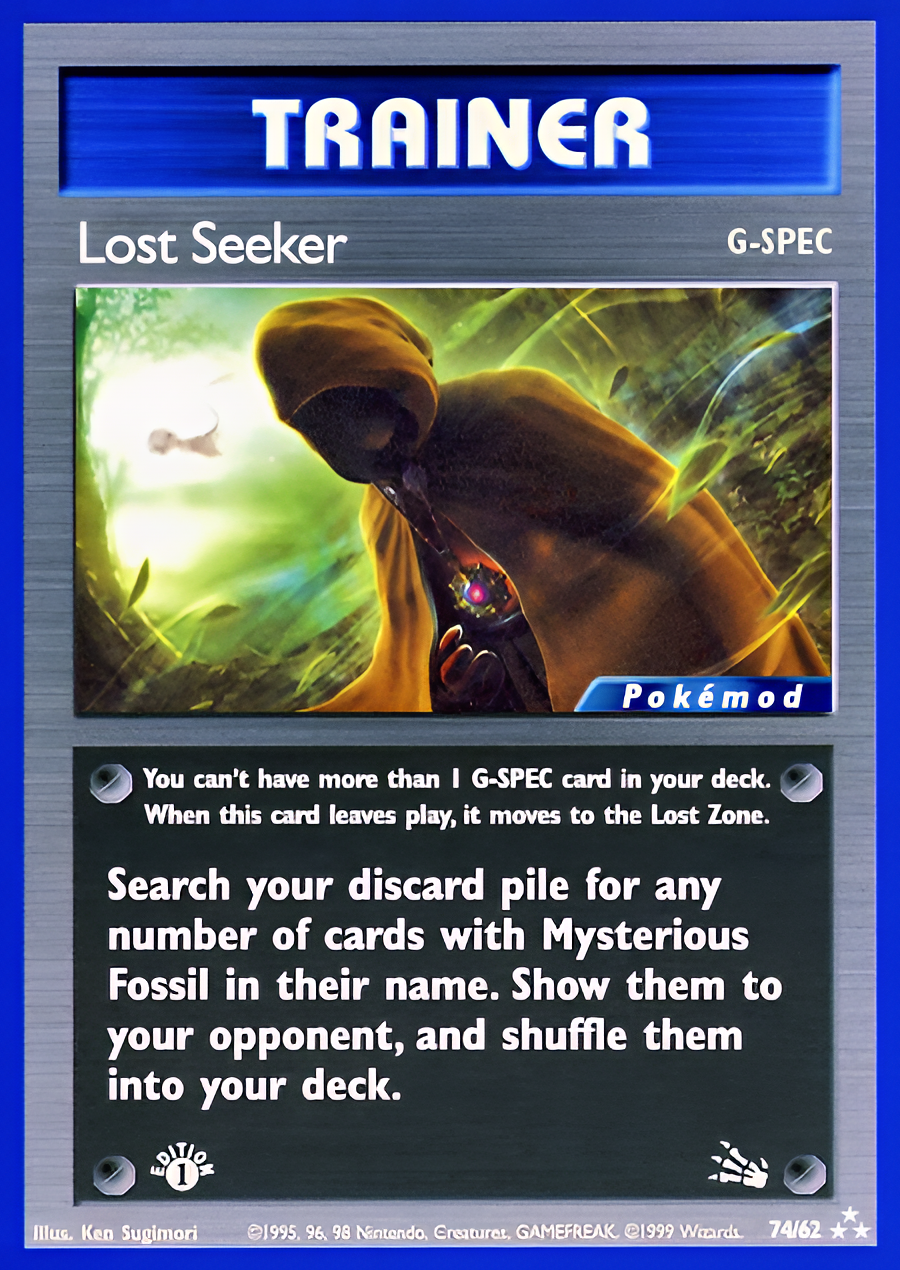 TRAINER
Lost Seeker
G-SPEC
Pokémod
You can't have more than 1 G-SPEC card in your deck.
When this card leaves play, it moves to the Lost Zone.
Search your discard pile for any
number of cards with Mysterious
Fossil in their name. Show them to
your opponent, and shuffle them
into your deck.
EDITION
1
Illus. Ken Sugimori
©1995, 96, 98 Nintendo, Creatures, GAMEFREAK. ©1999 Wizards.
74/62